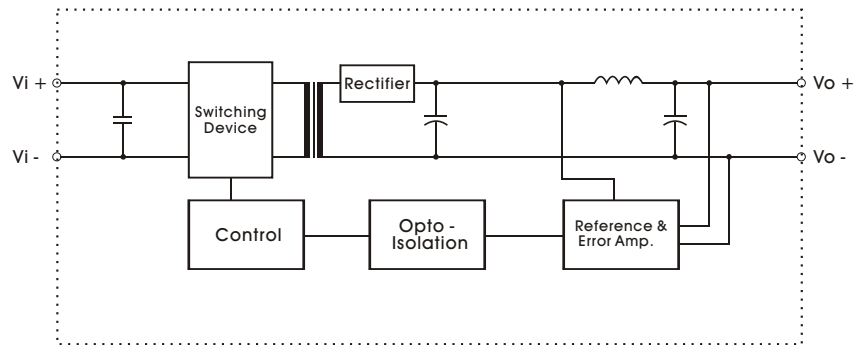 Vi +
Rectifier
Vo +
Switching
Device
Vi -
Vo -
Control
Opto -
Isolation
Reference &
Error Amp.